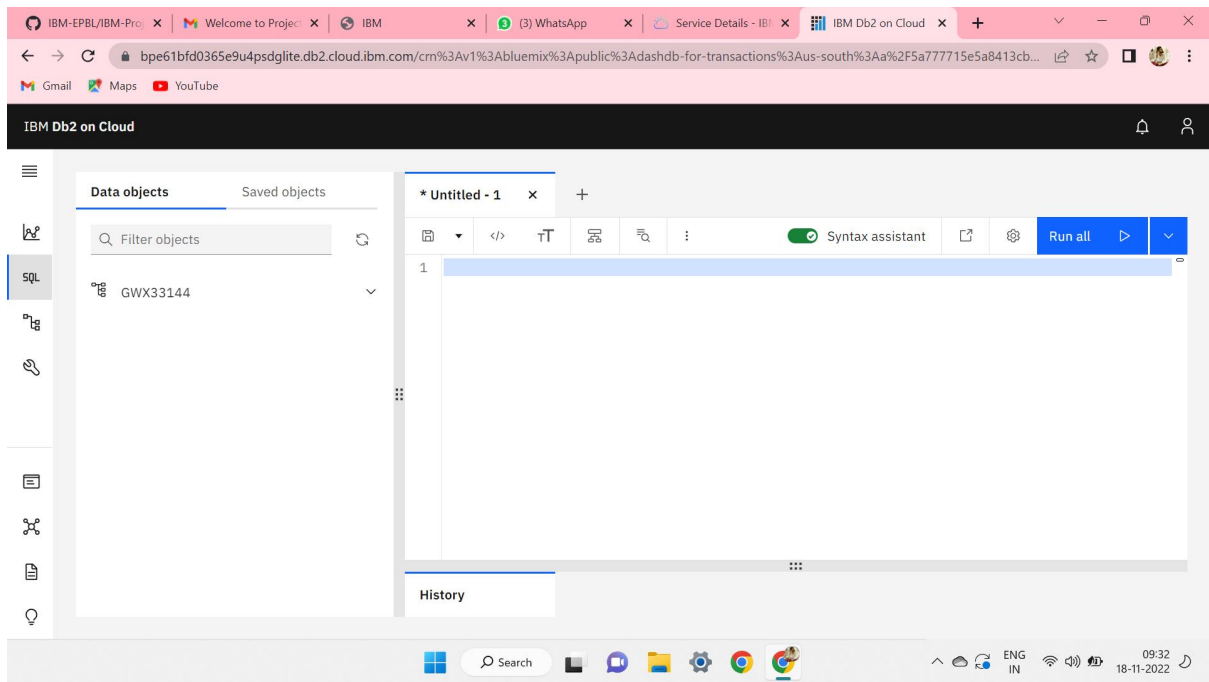 IBM-EPBL/IBM-Proj
Welcome to Project
IBM
(3) WhatsApp
Service Details - IBM
IBM Db2 on Cloud
bpe61bfd0365e9u4psdglite.db2.cloud.ibm.com/crn%3Av1%3Abluemix%3Apublic%3Adashdb-for-transactions%3Aus-south%3Aa%2F5a777715e5a8413cb...
Gmail Maps YouTube
IBM Db2 on Cloud
Data objects Saved objects
* Untitled - 1
Filter objects
</> TT Syntax assistant Run all
1
SQL
GWX33144
History
Search
ENG
IN
09:32
18-11-2022